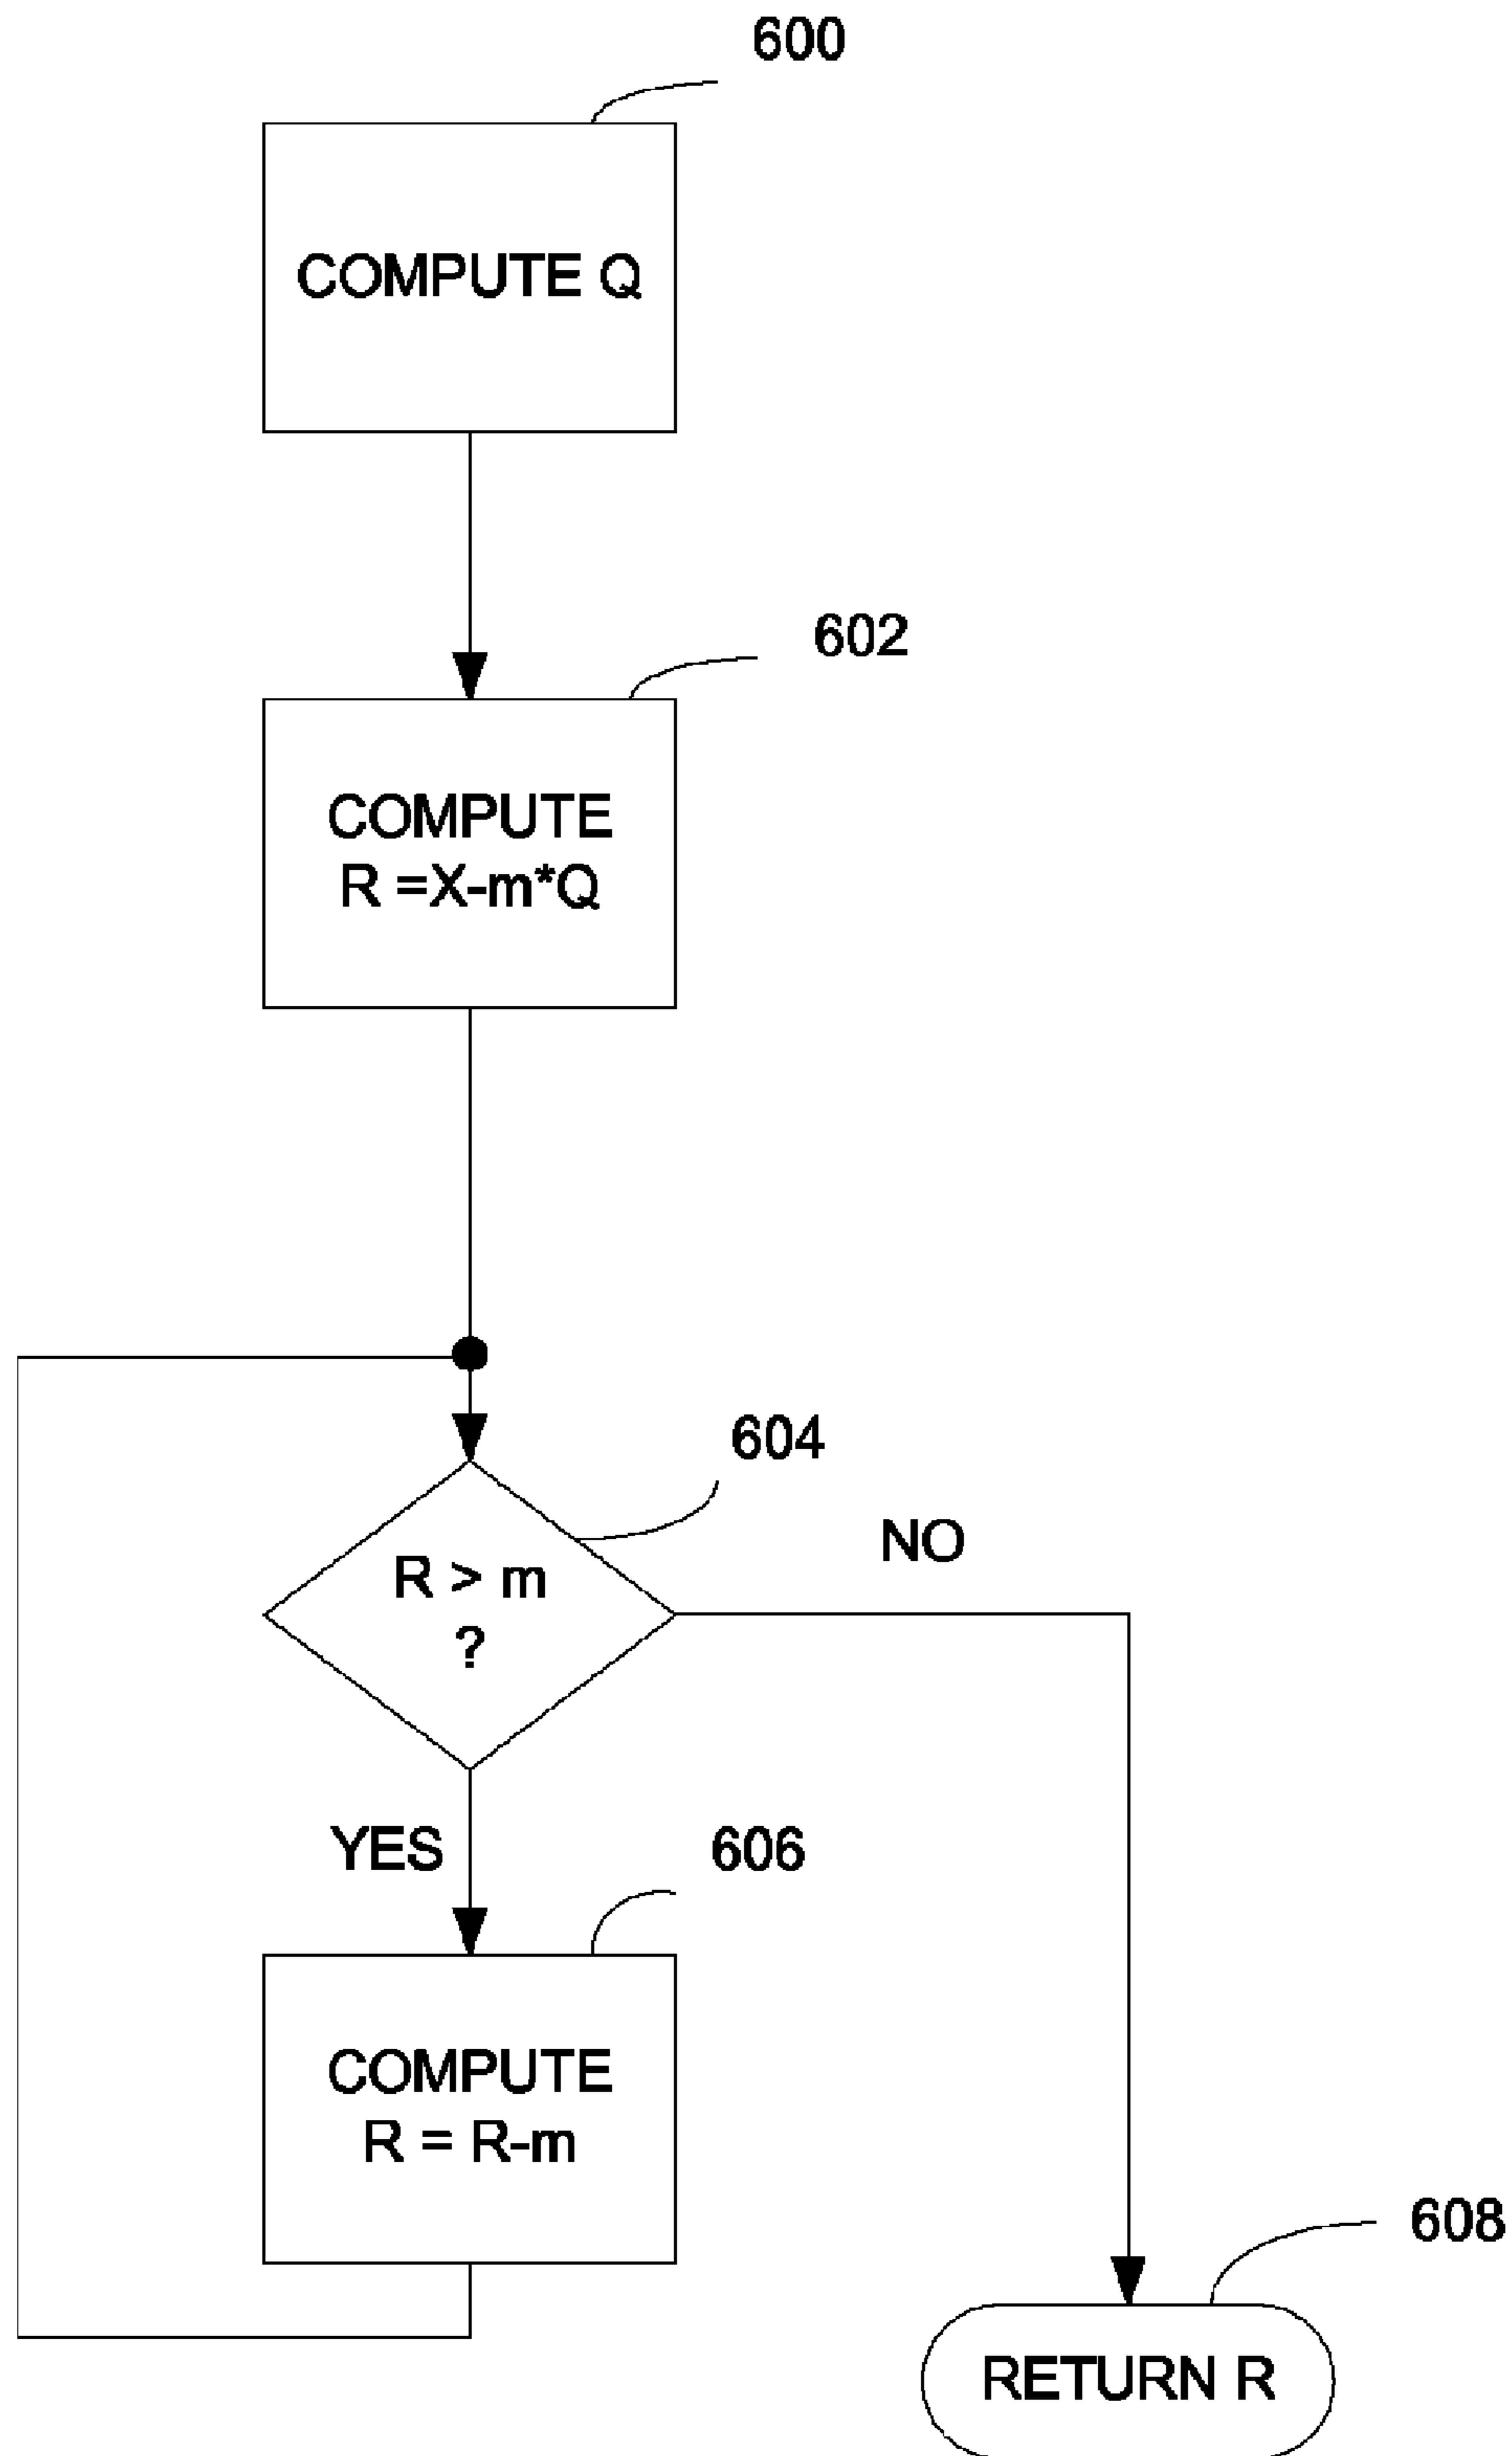 600
COMPUTE Q
602
COMPUTE
R =X-m*Q
604
R > m
?
NO
YES
606
COMPUTE
R = R-m
608
RETURN R